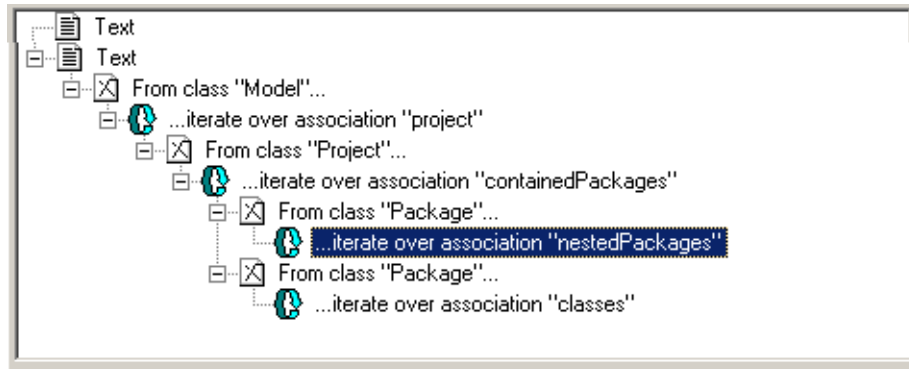 Text
Text
From class "Model"...
...iterate over association "project"
From class "Project"...
...iterate over association "containedPackages"
From class "Package"...
...iterate over association "nestedPackages"
From class "Package"...
...iterate over association "classes"